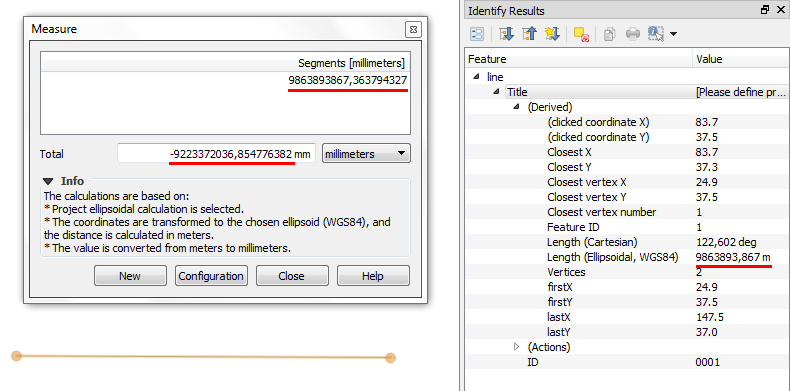 Measure
Segments [millimeters]
9863893867,363794327
Total -9223372036,854776382 mm millimeters
Info
The calculations are based on:
* Project ellipsoidal calculation is selected.
* The coordinates are transformed to the chosen ellipsoid (WGS84), and
the distance is calculated in meters.
* The value is converted from meters to millimeters.
New Configuration Close Help
Identify Results
Feature Value
line
Title [Please define pr...
(Derived)
(clicked coordinate X) 83.7
(clicked coordinate Y) 37.5
Closest X 83.7
Closest Y 37.3
Closest vertex X 24.9
Closest vertex Y 37.5
Closest vertex number 1
Feature ID 1
Length (Cartesian) 122,602 deg
Length (Ellipsoidal, WGS84) 9863893,867 m
Vertices 2
firstX 24.9
firstY 37.5
lastX 147.5
lastY 37.0
(Actions)
ID 0001